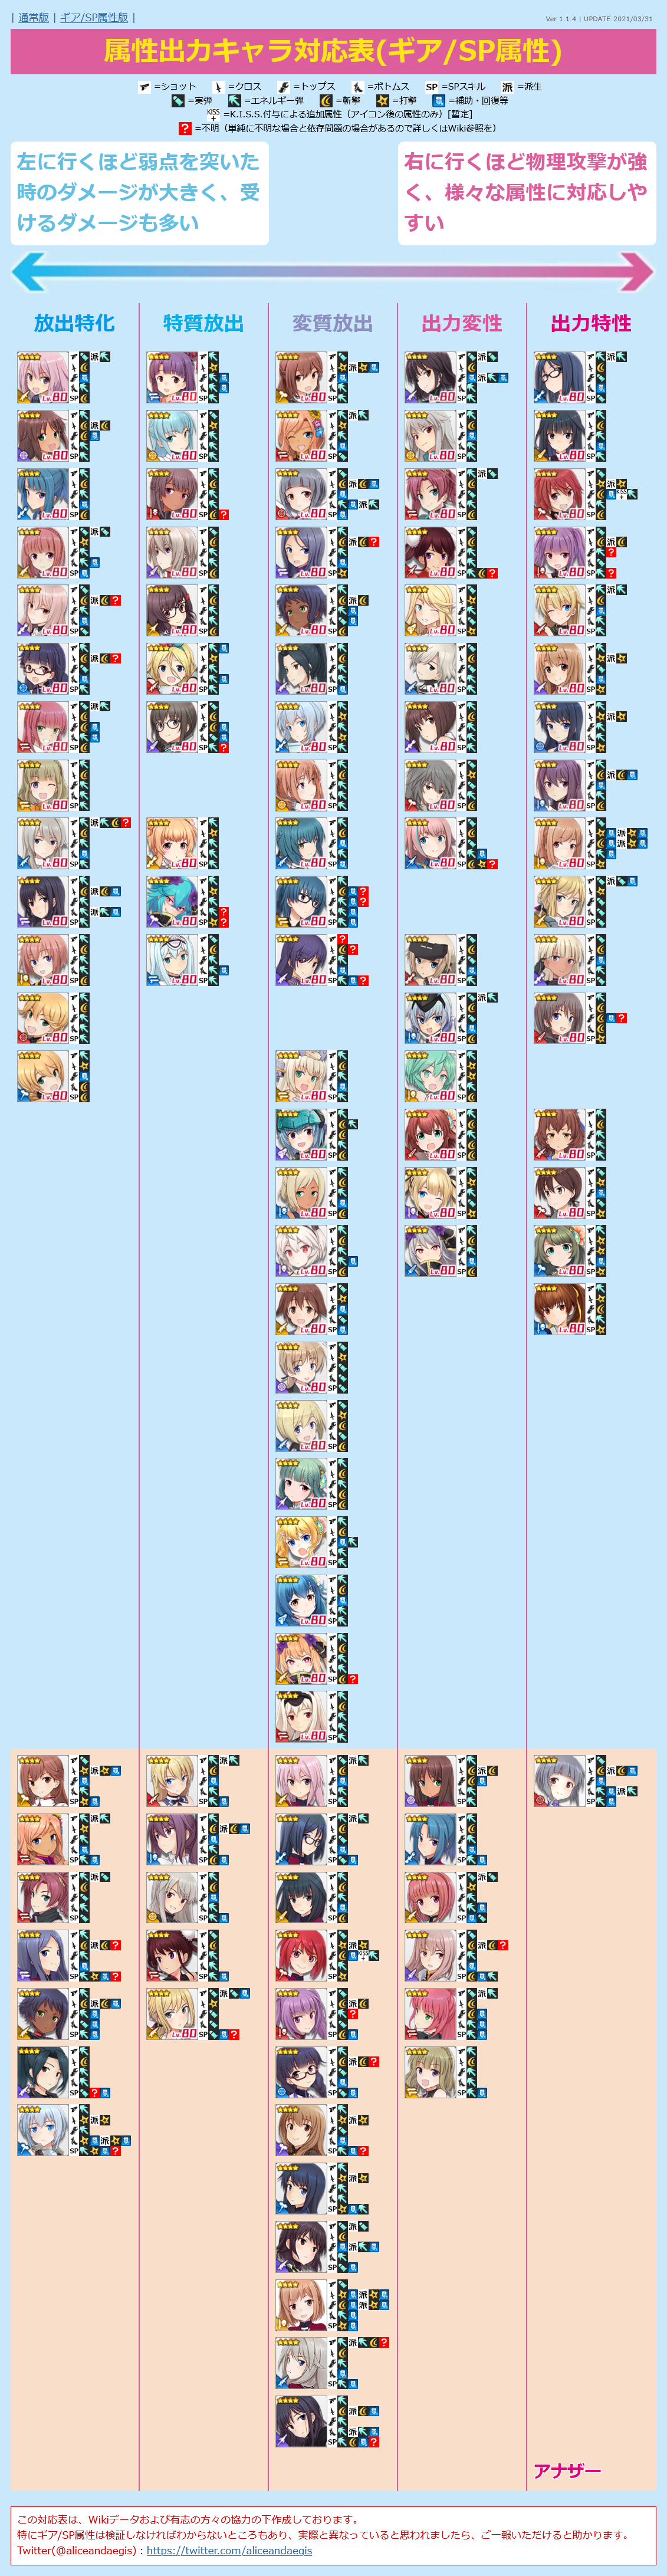 | 通常版 | ギア/SP属性版 |
Ver 1.1.4 | UPDATE:2021/03/31
属性出力キャラ対応表(ギア/SP属性)
=ショット =クロス =トップス =ボトムス SP =SPスキル 派 =派生
=実弾 =エネルギー弾 =斬撃 =打撃 =補助・回復等
KISS + =K.I.S.S.付与による追加属性（アイコン後の属性のみ）[暫定]
? =不明（単純に不明な場合と依存問題の場合があるので詳しくはWiki参照を）
左に行くほど弱点を突いた
時のダメージが大きく、受
けるダメージも多い
右に行くほど物理攻撃が強
く、様々な属性に対応しや
すい
放出特化 特質放出 変質放出 出力変性 出力特性
アナザー
この対応表は、Wikiデータおよび有志の方々の協力の下作成しております。
特にギア/SP属性は検証しなければわからないところもあり、実際と異なっていると思われましたら、ご一報いただけると助かります。
Twitter(@aliceandaegis) : https://twitter.com/aliceandaegis